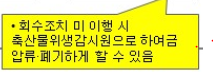 • 회수조치 미 이행 시
축산물위생감시원으로 하여금
압류·폐기하게 할 수 있음